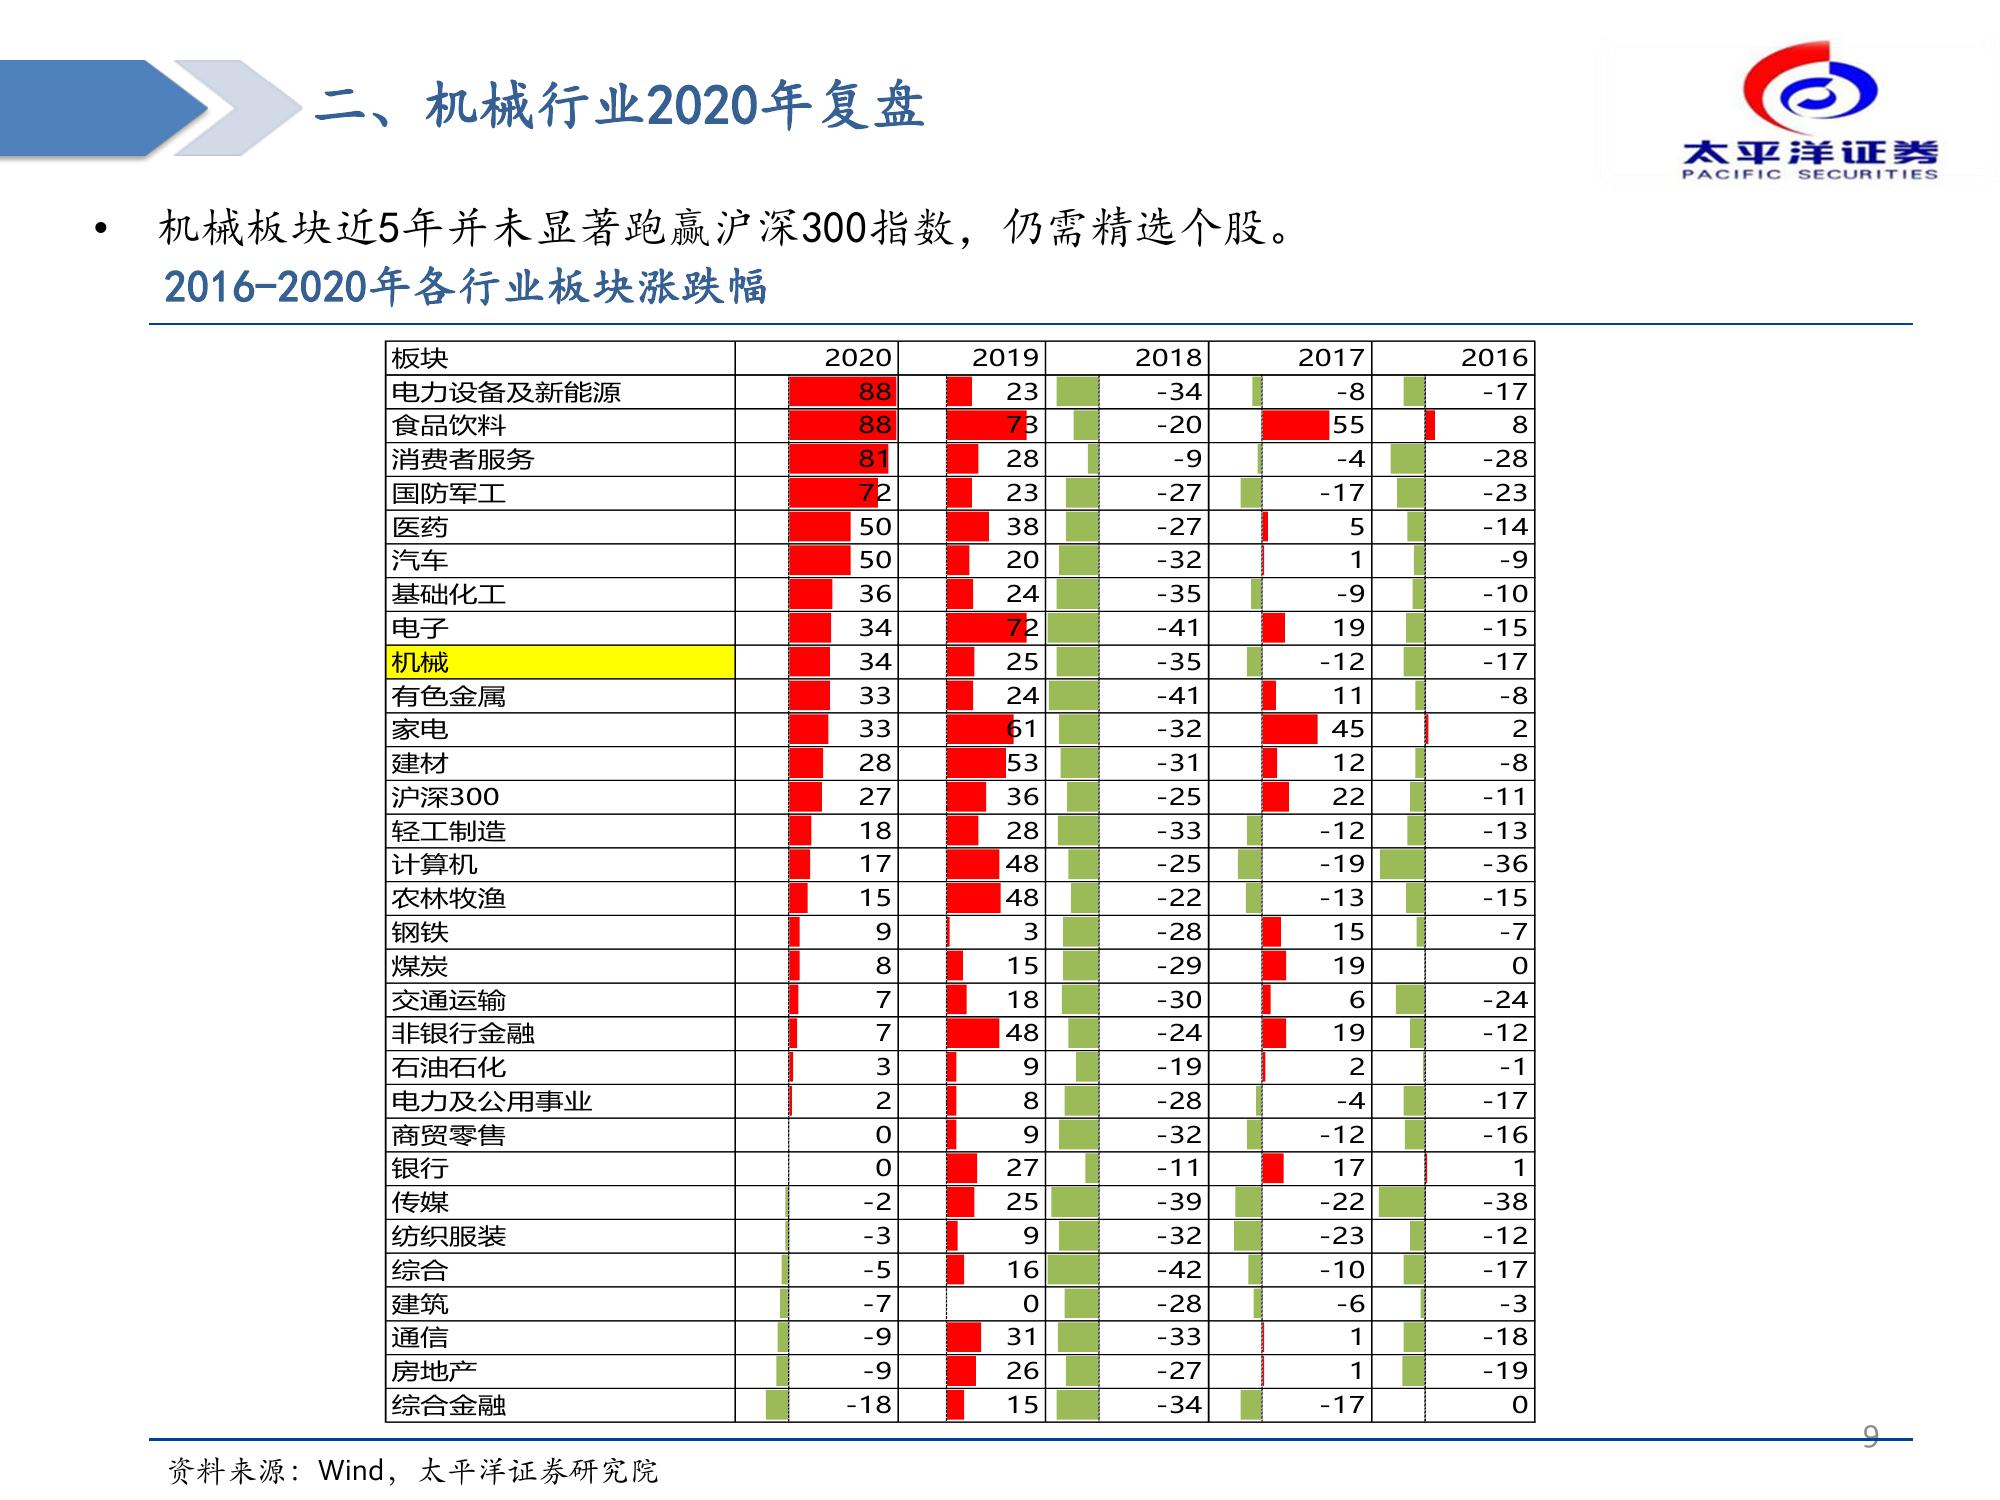 二、机械行业2020年复盘
太平洋证券
PACIFIC SECURITIES
• 机械板块近5年并未显著跑赢沪深300指数，仍需精选个股。
2016-2020年各行业板块涨跌幅
板块 2020 2019 2018 2017 2016
电力设备及新能源 88 23 -34 -8 -17
食品饮料 88 73 -20 55 8
消费者服务 81 28 -9 -4 -28
国防军工 72 23 -27 -17 -23
医药 50 38 -27 5 -14
汽车 50 20 -32 1 -9
基础化工 36 24 -35 -9 -10
电子 34 72 -41 19 -15
机械 34 25 -35 -12 -17
有色金属 33 24 -41 11 -8
家电 33 61 -32 45 2
建材 28 53 -31 12 -8
沪深300 27 36 -25 22 -11
轻工制造 18 28 -33 -12 -13
计算机 17 48 -25 -19 -36
农林牧渔 15 48 -22 -13 -15
钢铁 9 3 -28 15 -7
煤炭 8 15 -29 19 0
交通运输 7 18 -30 6 -24
非银行金融 7 48 -24 19 -12
石油石化 3 9 -19 2 -1
电力及公用事业 2 8 -28 -4 -17
商贸零售 0 9 -32 -12 -16
银行 0 27 -11 17 1
传媒 -2 25 -39 -22 -38
纺织服装 -3 9 -32 -23 -12
综合 -5 16 -42 -10 -17
建筑 -7 0 -28 -6 -3
通信 -9 31 -33 1 -18
房地产 -9 26 -27 1 -19
综合金融 -18 15 -34 -17 0
9
资料来源：Wind，太平洋证券研究院